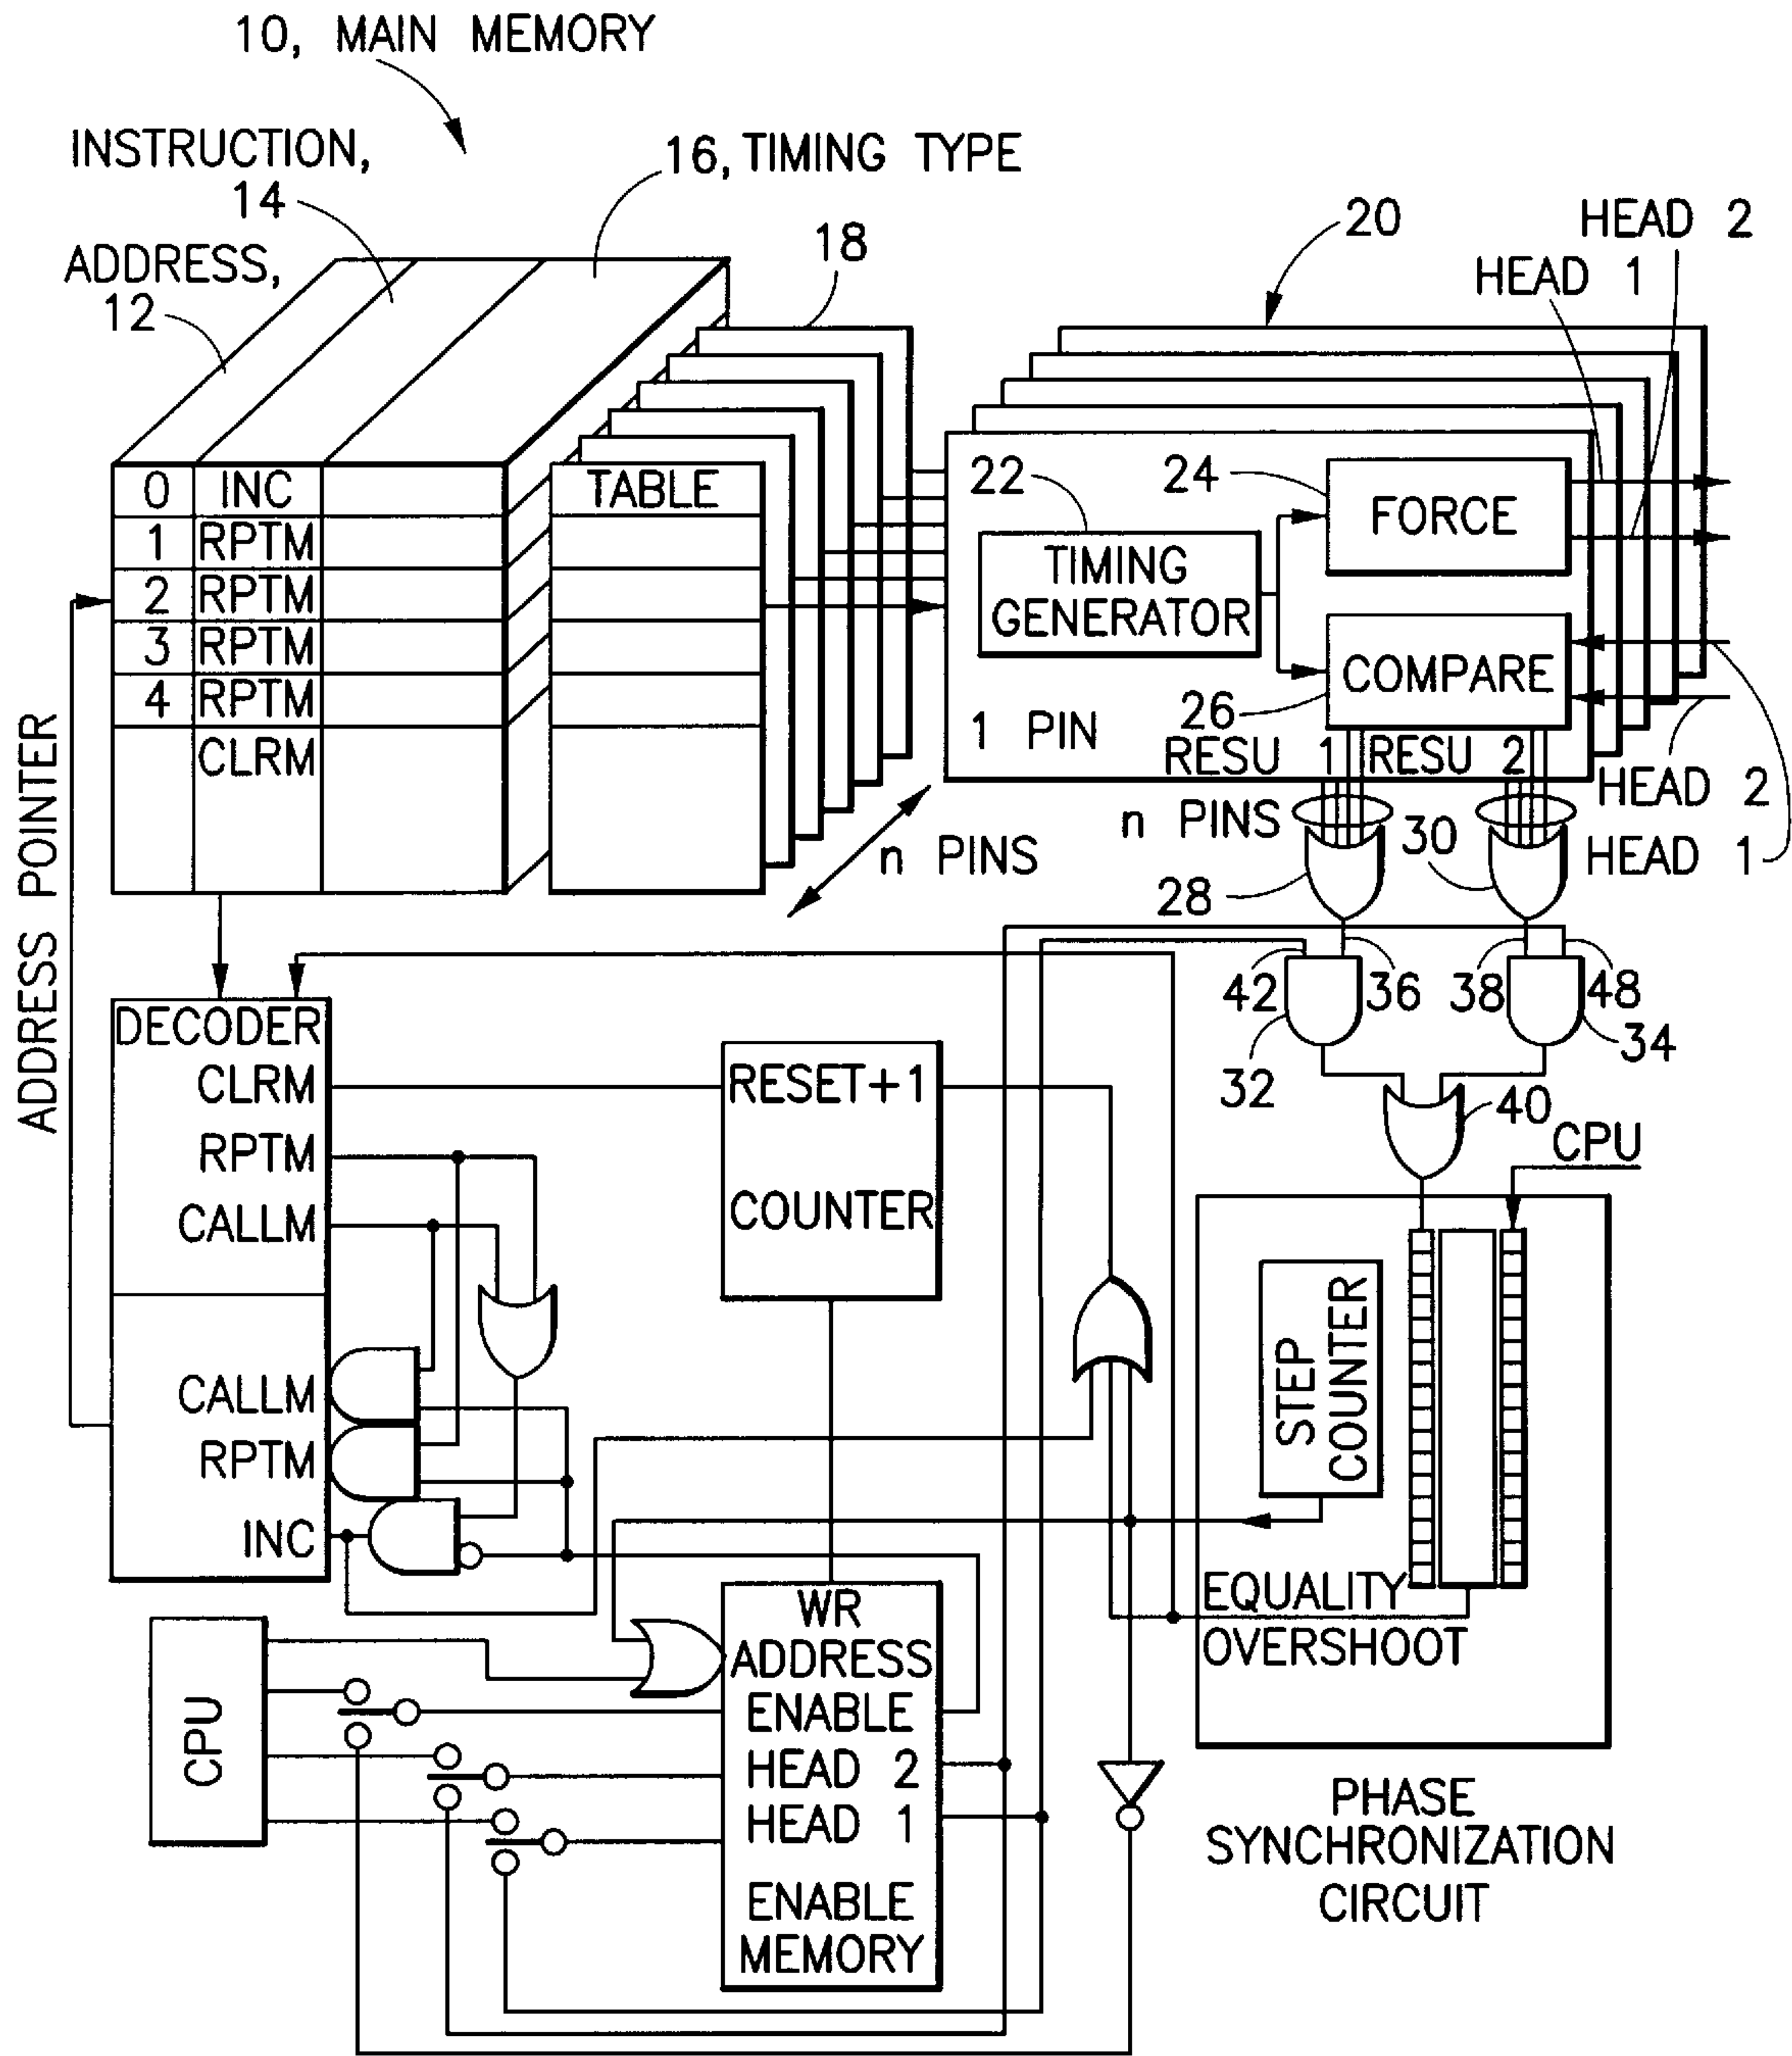 10, MAIN MEMORY
INSTRUCTION,
14
16, TIMING TYPE
ADDRESS,
12
18
20
HEAD 2
HEAD 1
0 INC
1 RPTM
2 RPTM
3 RPTM
4 RPTM
CLRM
TABLE
22
24
FORCE
TIMING
GENERATOR
COMPARE
26
1 PIN
RESU 1
RESU 2
HEAD 2
HEAD 1
n PINS
n PINS
28
30
ADDRESS POINTER
42
36
38
48
32
34
40
CPU
DECODER
CLRM
RPTM
CALLM
CALLM
RPTM
INC
RESET+1
COUNTER
STEP
COUNTER
EQUALITY
OVERSHOOT
CPU
WR
ADDRESS
ENABLE
HEAD 2
HEAD 1
ENABLE
MEMORY
PHASE
SYNCHRONIZATION
CIRCUIT